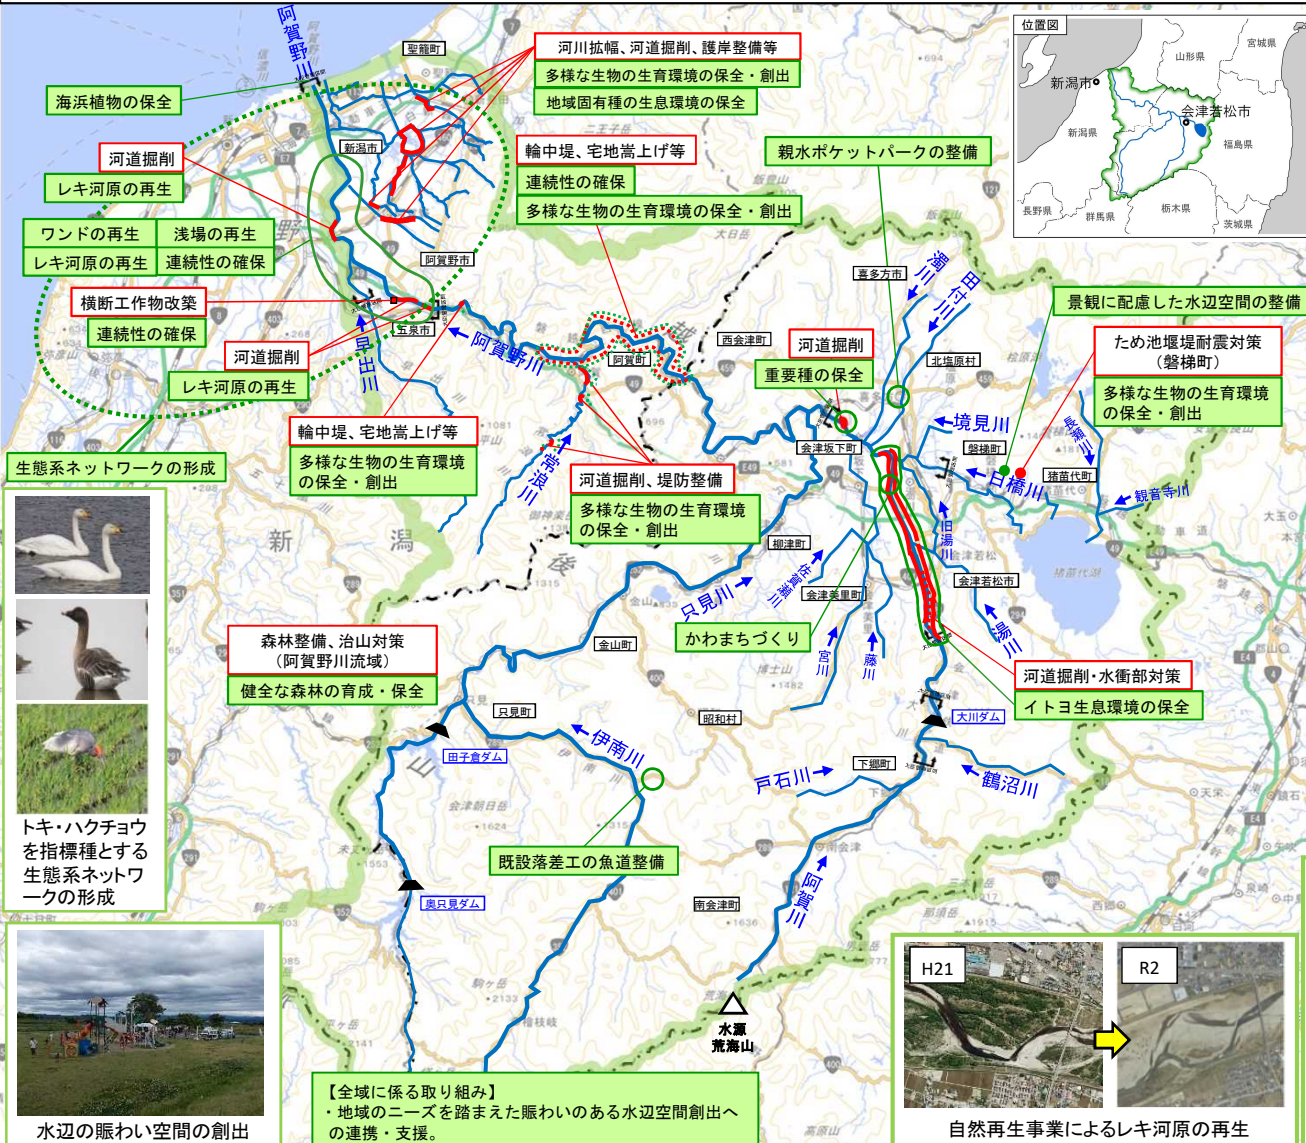 位置図
山形県
宮城県
新潟市
会津若松市
新潟県
福島県
長野県
群馬県
栃木県
茨城県
阿賀野川
聖籠町
河川拡幅、河道掘削、護岸整備等
多様な生物の生育環境の保全・創出
地域固有種の生息環境の保全
海浜植物の保全
新潟市
河道掘削
レキ河原の再生
輪中堤、宅地嵩上げ等
連続性の確保
多様な生物の生育環境の保全・創出
親水ポケットパークの整備
ワンドの再生
浅場の再生
レキ河原の再生
連続性の確保
阿賀野市
横断工作物改築
連続性の確保
五泉市
河道掘削
レキ河原の再生
早出川
阿賀野川
阿賀町
西会津町
喜多方市
濁川
田付川
北塩原村
景観に配慮した水辺空間の整備
ため池堰堤耐震対策
(磐梯町)
多様な生物の生育環境
の保全・創出
河道掘削
重要種の保全
境見川
磐梯町
長瀬川
猪苗代町
日橋川
観音寺川
猪苗代湖
会津坂下町
輪中堤、宅地嵩上げ等
多様な生物の生育環境
の保全・創出
常浪川
河道掘削、堤防整備
多様な生物の生育環境
の保全・創出
生態系ネットワークの形成
旧湯川
会津若松市
湯川
柳津町
佐賀瀬川
会津美里町
只見川
かわまちづくり
宮川
藤川
新潟
金山町
森林整備、治山対策
(阿賀野川流域)
健全な森林の育成・保全
河道掘削・水衝部対策
イトヨ生息環境の保全
只見町
昭和村
大川ダム
田子倉ダム
伊南川
戸石川
下郷町
鶴沼川
既設落差工の魚道整備
奥只見ダム
南会津町
阿賀川
トキ・ハクチョウ
を指標種とする
生態系ネットワ
ークの形成
水源
荒海山
水辺の賑わい空間の創出
【全域に係る取り組み】
・地域のニーズを踏まえた賑わいのある水辺空間創出へ
の連携・支援。
H21
R2
自然再生事業によるレキ河原の再生